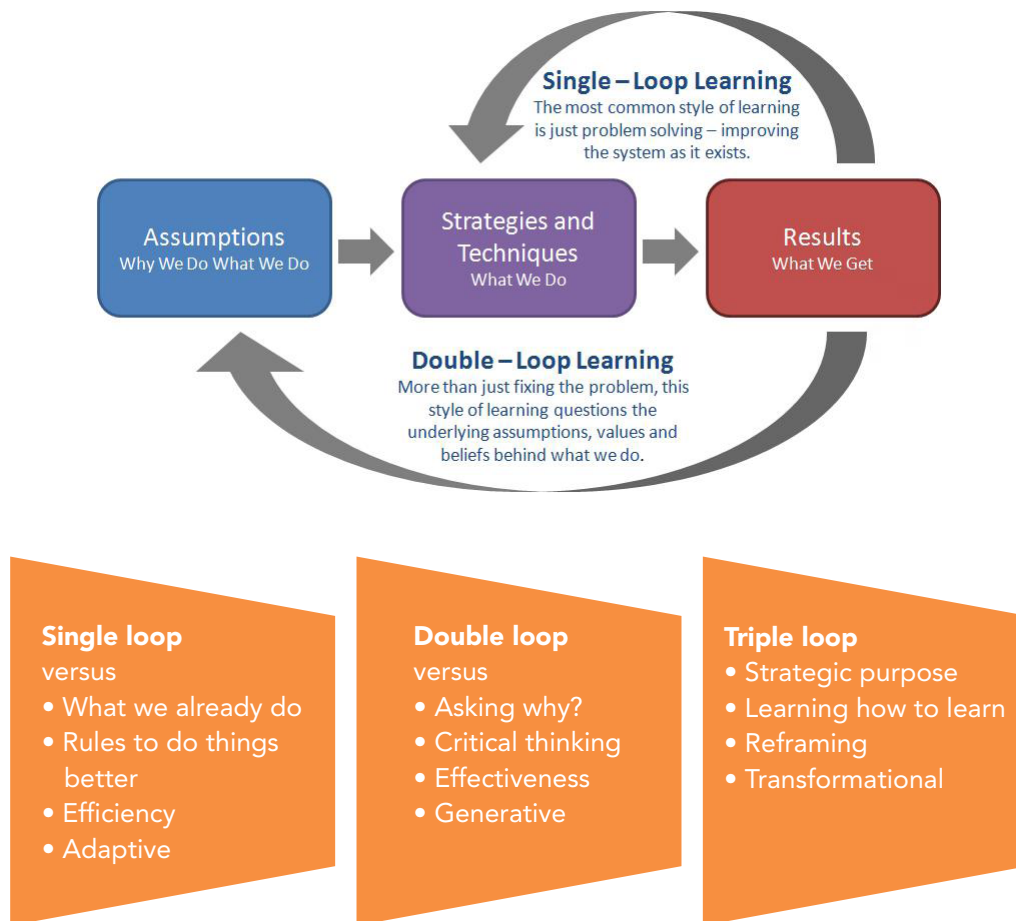 Single – Loop Learning
The most common style of learning
is just problem solving – improving
the system as it exists.
Assumptions
Why We Do What We Do
Strategies and
Techniques
What We Do
Results
What We Get
Double – Loop Learning
More than just fixing the problem, this
style of learning questions the
underlying assumptions, values and
beliefs behind what we do.
Single loop
versus
• What we already do
• Rules to do things
better
• Efficiency
• Adaptive
Double loop
versus
• Asking why?
• Critical thinking
• Effectiveness
• Generative
Triple loop
• Strategic purpose
• Learning how to learn
• Reframing
• Transformational